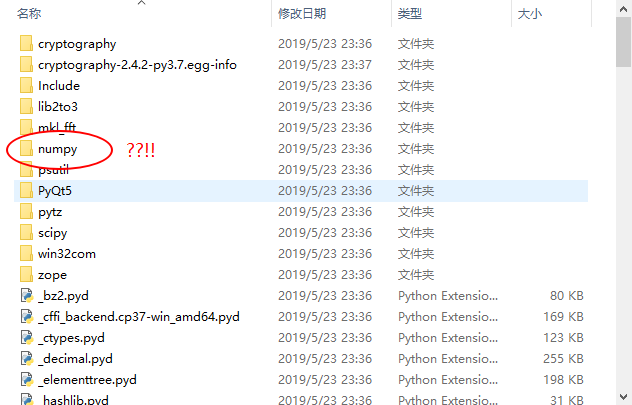 名称 修改日期 类型 大小
cryptography 2019/5/23 23:36 文件夹
cryptography-2.4.2-py3.7.egg-info 2019/5/23 23:37 文件夹
Include 2019/5/23 23:36 文件夹
lib2to3 2019/5/23 23:36 文件夹
mkl_fft 2019/5/23 23:36 文件夹
numpy ??!! 2019/5/23 23:36 文件夹
psutil 2019/5/23 23:36 文件夹
PyQt5 2019/5/23 23:36 文件夹
pytz 2019/5/23 23:36 文件夹
scipy 2019/5/23 23:36 文件夹
win32com 2019/5/23 23:36 文件夹
zope 2019/5/23 23:36 文件夹
_bz2.pyd 2019/5/23 23:36 Python Extensio... 80 KB
_cffi_backend.cp37-win_amd64.pyd 2019/5/23 23:36 Python Extensio... 169 KB
_ctypes.pyd 2019/5/23 23:36 Python Extensio... 123 KB
_decimal.pyd 2019/5/23 23:36 Python Extensio... 255 KB
_elementtree.pyd 2019/5/23 23:36 Python Extensio... 198 KB
_hashlib.pyd 2019/5/23 23:36 Python Extensio... 31 KB